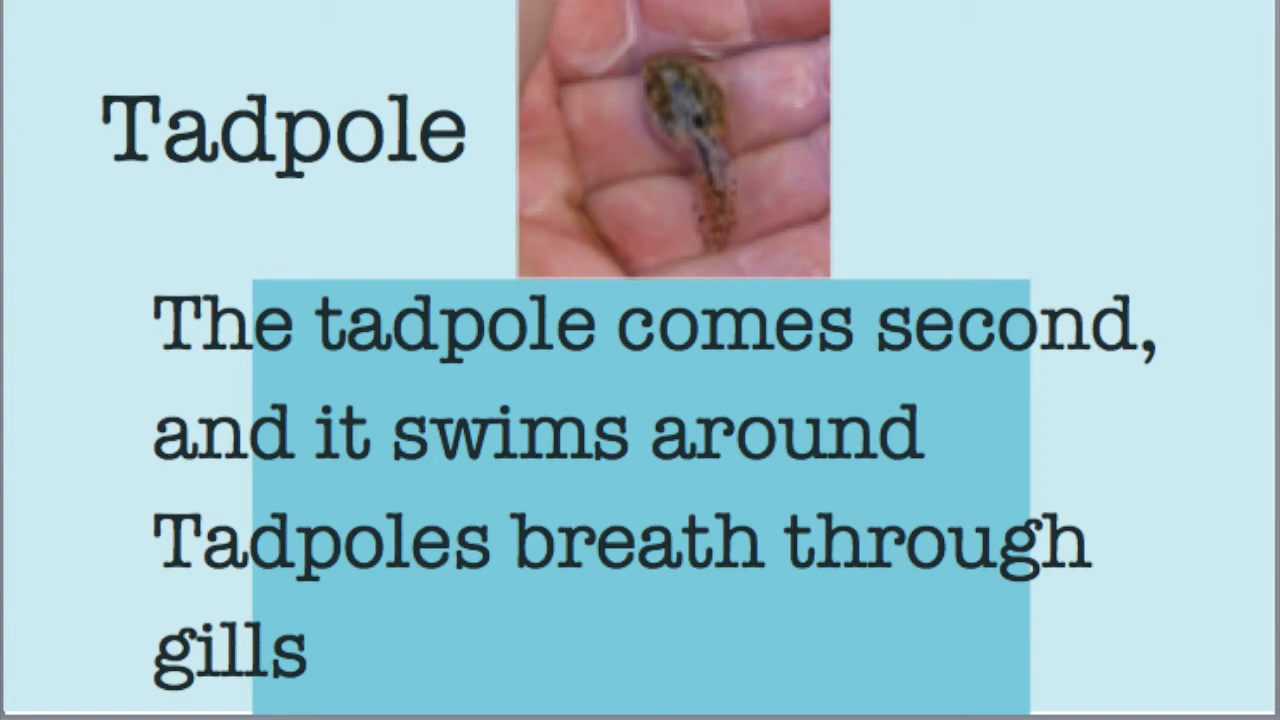 Tadpole
The tadpole comes second,
and it swims around
Tadpoles breath through
gills